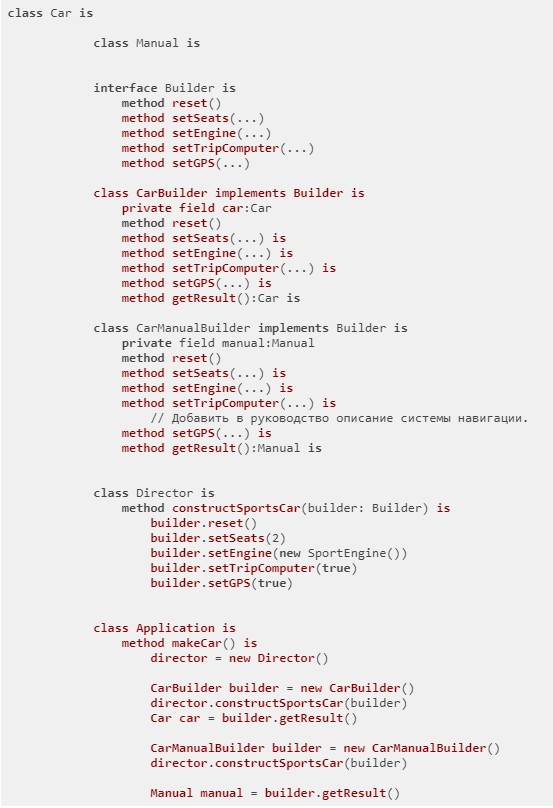 class Car is
class Manual is
interface Builder is
method reset()
method setSeats(...)
method setEngine(...)
method setTripComputer(...)
method setGPS(...)
class CarBuilder implements Builder is
private field car:Car
method reset()
method setSeats(...) is
method setEngine(...) is
method setTripComputer(...) is
method setGPS(...) is
method getResult():Car is
class CarManualBuilder implements Builder is
private field manual:Manual
method reset()
method setSeats(...) is
method setEngine(...) is
method setTripComputer(...) is
// Добавить в руководство описание системы навигации.
method setGPS(...) is
method getResult():Manual is
class Director is
method constructSportsCar(builder: Builder) is
builder.reset()
builder.setSeats(2)
builder.setEngine(new SportEngine())
builder.setTripComputer(true)
builder.setGPS(true)
class Application is
method makeCar() is
director = new Director()
CarBuilder builder = new CarBuilder()
director.constructSportsCar(builder)
Car car = builder.getResult()
CarManualBuilder builder = new CarManualBuilder()
director.constructSportsCar(builder)
Manual manual = builder.getResult()